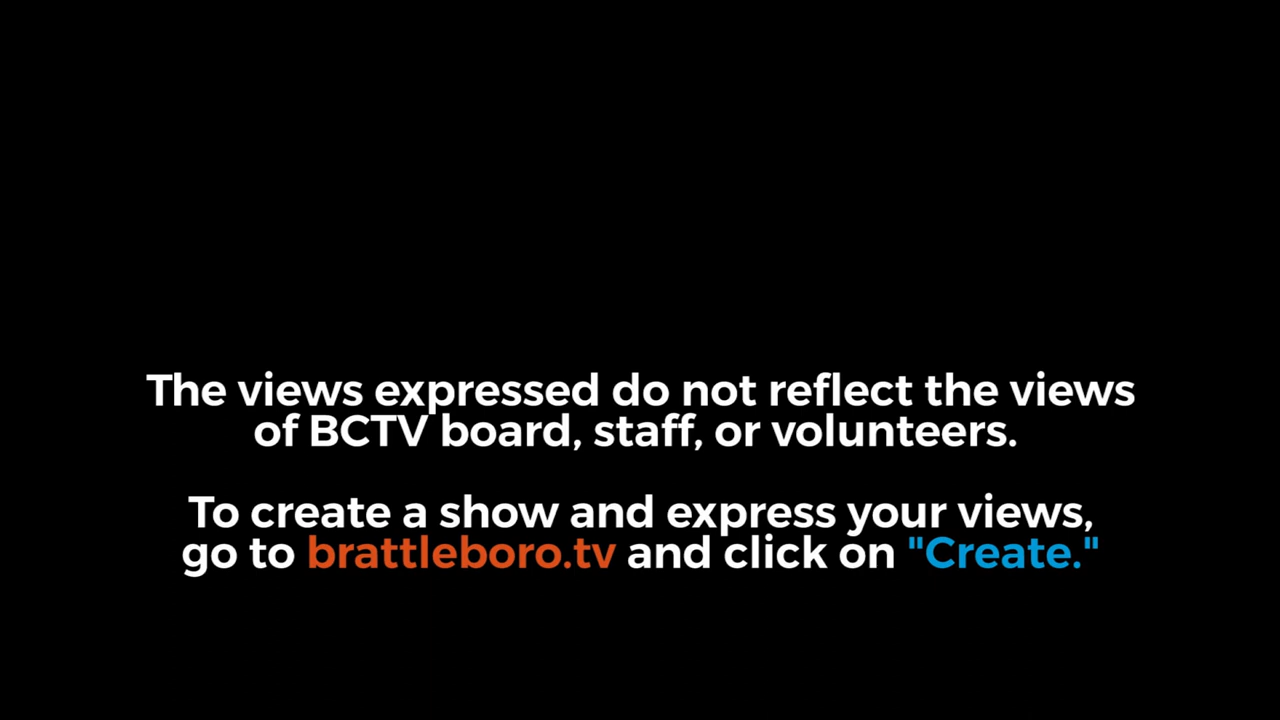 The views expressed do not reflect the views
of BCTV board, staff, or volunteers.
To create a show and express your views,
go to brattleboro.tv and click on "Create."